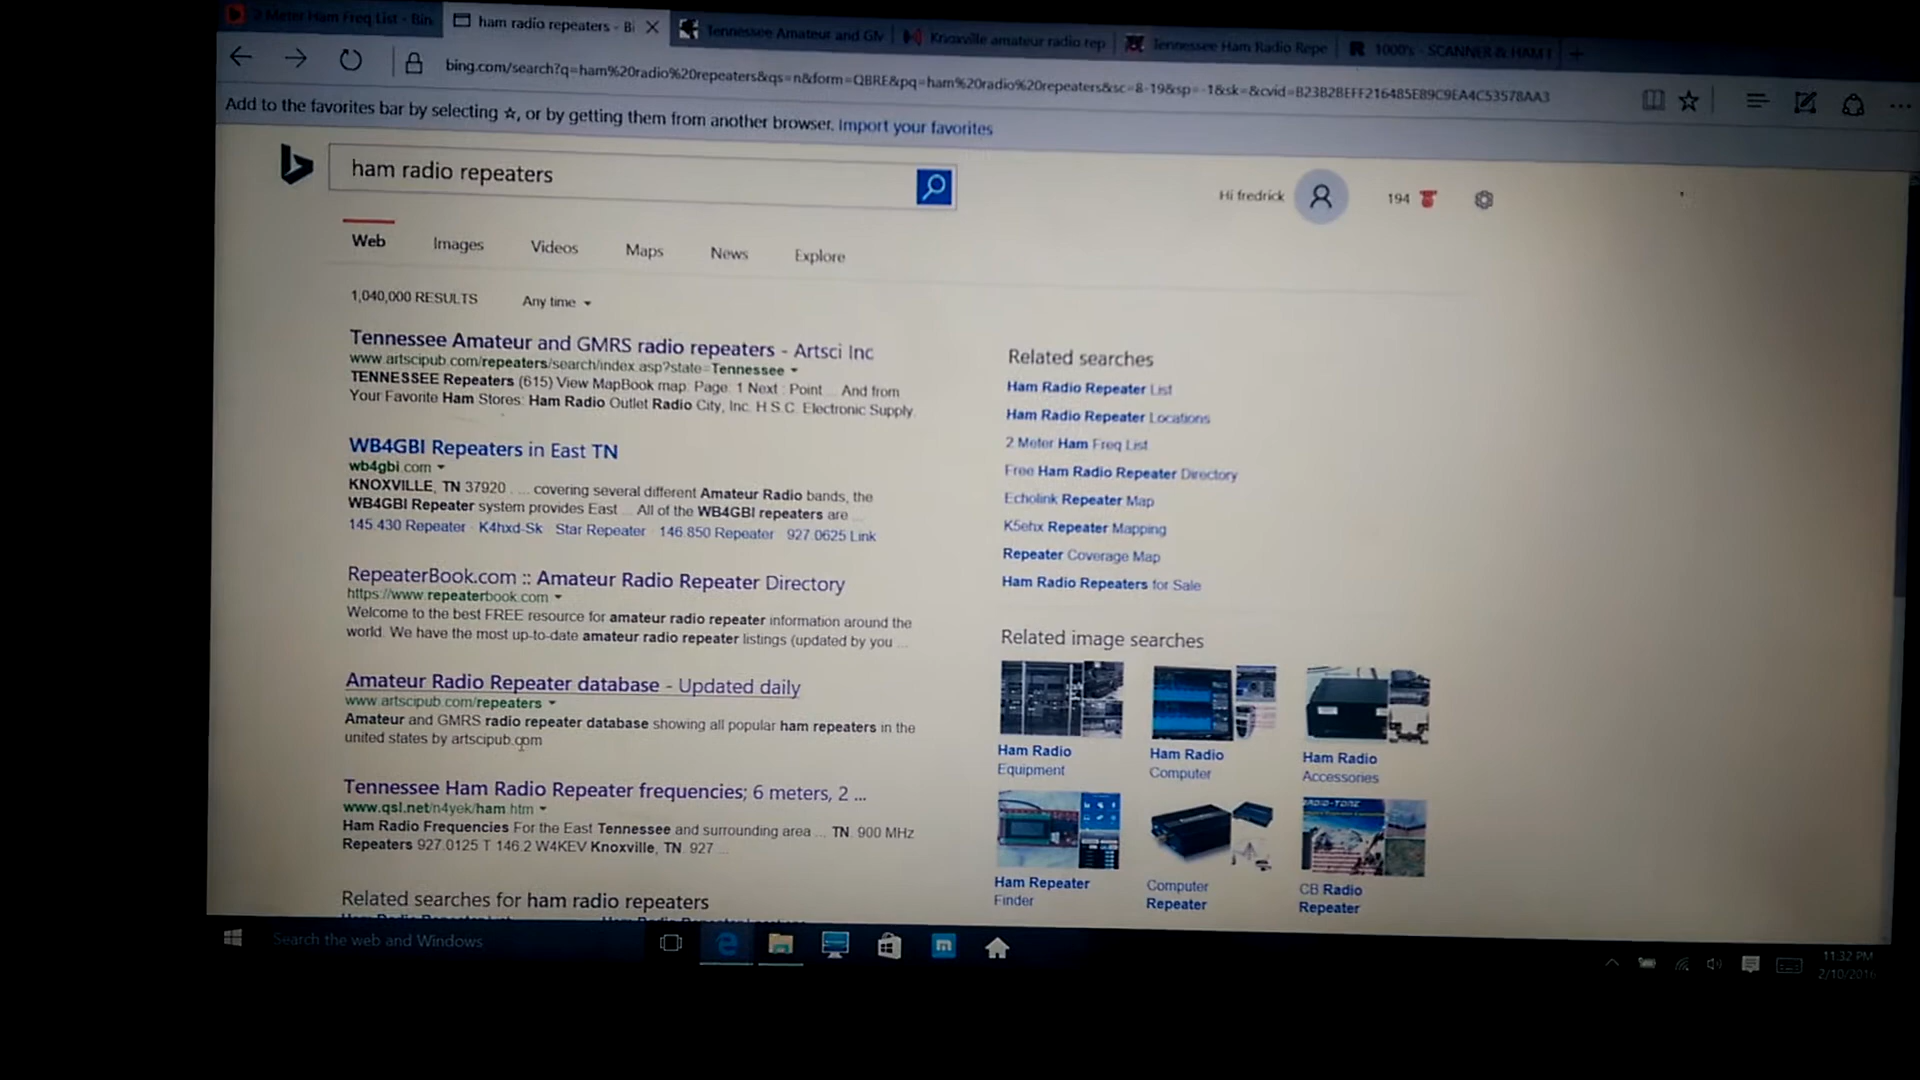 2 Meter Ham Freq List - Bin
ham radio repeaters - Bi
Tennessee Amateur and GM
Knoxville amateur radio rep
Tennessee Ham Radio Repe
1000's - SCANNER & HAM
bing.com/search?q=ham%20radio%20repeaters&qs=n&form=QBRE&pq=ham%20radio%20repeaters&sc=8-19&sp=-1&sk=&cvid=B23B2BEFF216485E89C9EA4C53578AA3
Add to the favorites bar by selecting ☆, or by getting them from another browser. Import your favorites
ham radio repeaters
Hi fredrick
194
Web Images Videos Maps News Explore
1,040,000 RESULTS Any time
Tennessee Amateur and GMRS radio repeaters - Artsci Inc
www.artscipub.com/repeaters/search/index.asp?state=Tennessee
TENNESSEE Repeaters (615) View MapBook map. Page: 1 Next : Point ... And from
Your Favorite Ham Stores: Ham Radio Outlet Radio City, Inc. H.S.C. Electronic Supply.
WB4GBI Repeaters in East TN
wb4gbi.com
KNOXVILLE, TN 37920 . ... covering several different Amateur Radio bands, the
WB4GBI Repeater system provides East ... All of the WB4GBI repeaters are ...
145.430 Repeater · K4hxd-Sk · Star Repeater · 146.850 Repeater · 927.0625 Link
RepeaterBook.com :: Amateur Radio Repeater Directory
https://www.repeaterbook.com
Welcome to the best FREE resource for amateur radio repeater information around the
world. We have the most up-to-date amateur radio repeater listings (updated by you ...
Amateur Radio Repeater database - Updated daily
www.artscipub.com/repeaters
Amateur and GMRS radio repeater database showing all popular ham repeaters in the
united states by artscipub.com
Tennessee Ham Radio Repeater frequencies; 6 meters, 2 ...
www.qsl.net/n4yek/ham.htm
Ham Radio Frequencies For the East Tennessee and surrounding area ... TN. 900 MHz
Repeaters 927.0125 T 146.2 W4KEV Knoxville, TN. 927 ...
Related searches for ham radio repeaters
Related searches
Ham Radio Repeater List
Ham Radio Repeater Locations
2 Meter Ham Freq List
Free Ham Radio Repeater Directory
Echolink Repeater Map
K5ehx Repeater Mapping
Repeater Coverage Map
Ham Radio Repeaters for Sale
Related image searches
Ham Radio
Equipment
Ham Radio
Computer
Ham Radio
Accessories
Ham Repeater
Finder
Computer
Repeater
RADIO-TONE
CB Radio
Repeater
Search the web and Windows
11:32 PM
2/10/2016